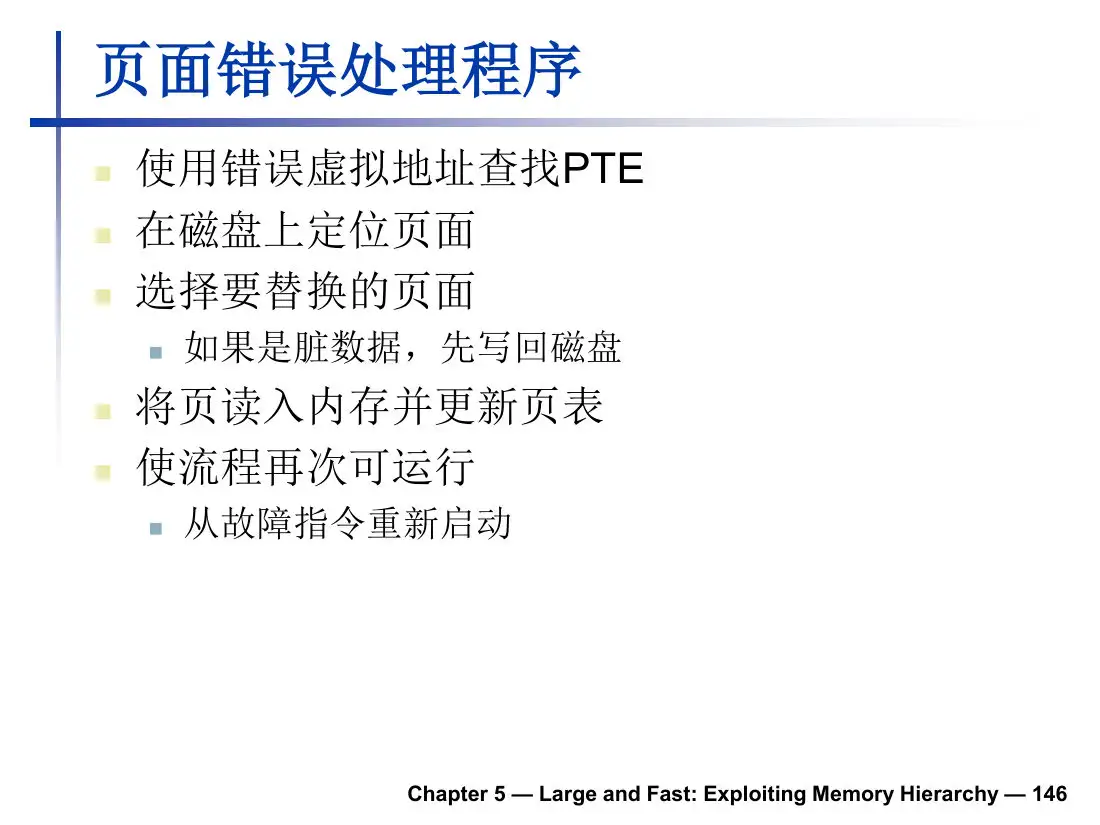 页面错误处理程序
使用错误虚拟地址查找PTE
在磁盘上定位页面
选择要替换的页面
如果是脏数据，先写回磁盘
将页读入内存并更新页表
使流程再次可运行
从故障指令重新启动
Chapter 5 — Large and Fast: Exploiting Memory Hierarchy — 146